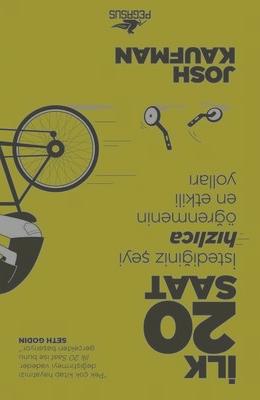 "Pek çok kitap hayatınızı
değiştirmeyi vadeder.
İlk 20 Saat ise bunu
gerçekten başarıyor."
SETH GODIN
İLK
20
SAAT
İstediğiniz şeyi
hızlıca
öğrenmenin
en etkili
yolları
JOSH
KAUFMAN
PEGASUS